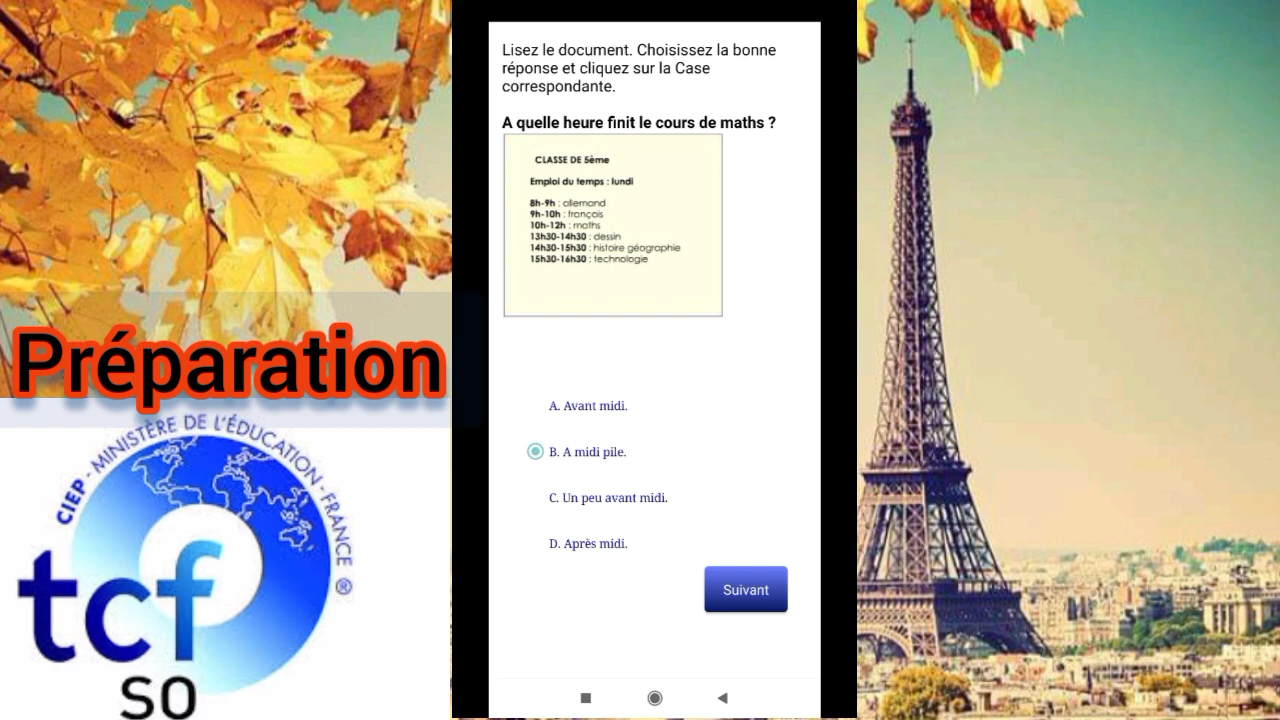 Préparation
CIEP - MINISTÈRE DE L'ÉDUCATION - FRANCE ®
tcf
so
Lisez le document. Choisissez la bonne
réponse et cliquez sur la Case
correspondante.
A quelle heure finit le cours de maths ?
CLASSE DE 5ème
Emploi du temps : lundi
8h-9h : allemand
9h-10h : français
10h-12h : maths
13h30-14h30 : dessin
14h30-15h30 : histoire géographie
15h30-16h30 : technologie
A. Avant midi.
B. A midi pile.
C. Un peu avant midi.
D. Après midi.
Suivant